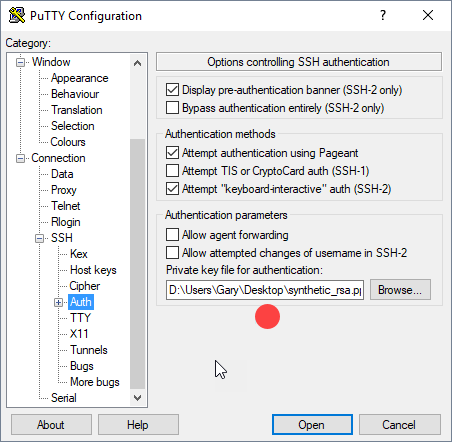 PuTTY Configuration
?
Category:
Window
Appearance
Behaviour
Translation
Selection
Colours
Connection
Data
Proxy
Telnet
Rlogin
SSH
Kex
Host keys
Cipher
Auth
TTY
X11
Tunnels
Bugs
More bugs
Serial
Options controlling SSH authentication
Display pre-authentication banner (SSH-2 only)
Bypass authentication entirely (SSH-2 only)
Authentication methods
Attempt authentication using Pageant
Attempt TIS or CryptoCard auth (SSH-1)
Attempt "keyboard-interactive" auth (SSH-2)
Authentication parameters
Allow agent forwarding
Allow attempted changes of username in SSH-2
Private key file for authentication:
D:\Users\Gary\Desktop\synthetic_rsa.pp
Browse...
About
Help
Open
Cancel